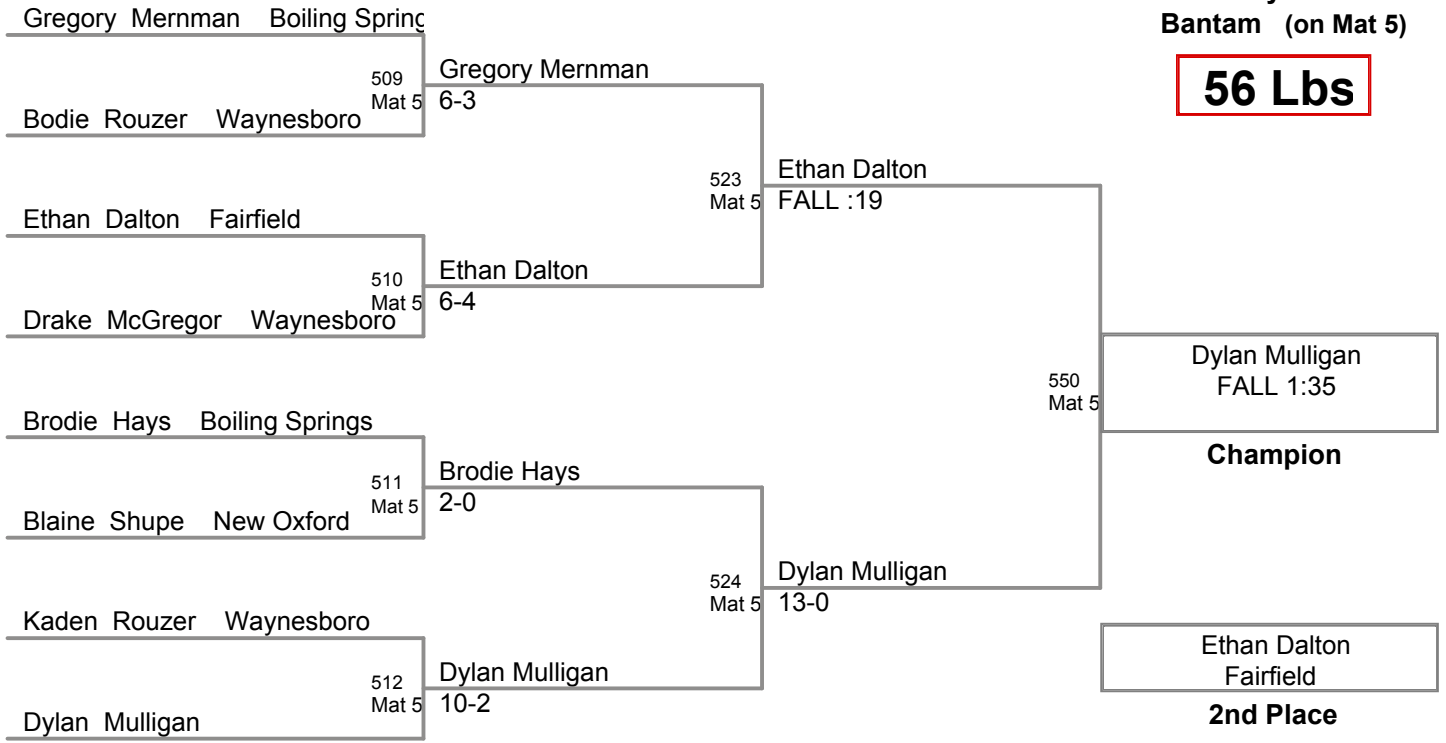 Gregory Mernman Boiling Spring
Bantam (on Mat 5)
56 Lbs
509
Mat 5
Gregory Mernman
6-3
Bodie Rouzer Waynesboro
523
Mat 5
Ethan Dalton
FALL :19
Ethan Dalton Fairfield
510
Mat 5
Ethan Dalton
6-4
Drake McGregor Waynesboro
550
Mat 5
Dylan Mulligan
FALL 1:35
Champion
Brodie Hays Boiling Springs
511
Mat 5
Brodie Hays
2-0
Blaine Shupe New Oxford
524
Mat 5
Dylan Mulligan
13-0
Kaden Rouzer Waynesboro
512
Mat 5
Dylan Mulligan
10-2
Dylan Mulligan
Ethan Dalton
Fairfield
2nd Place